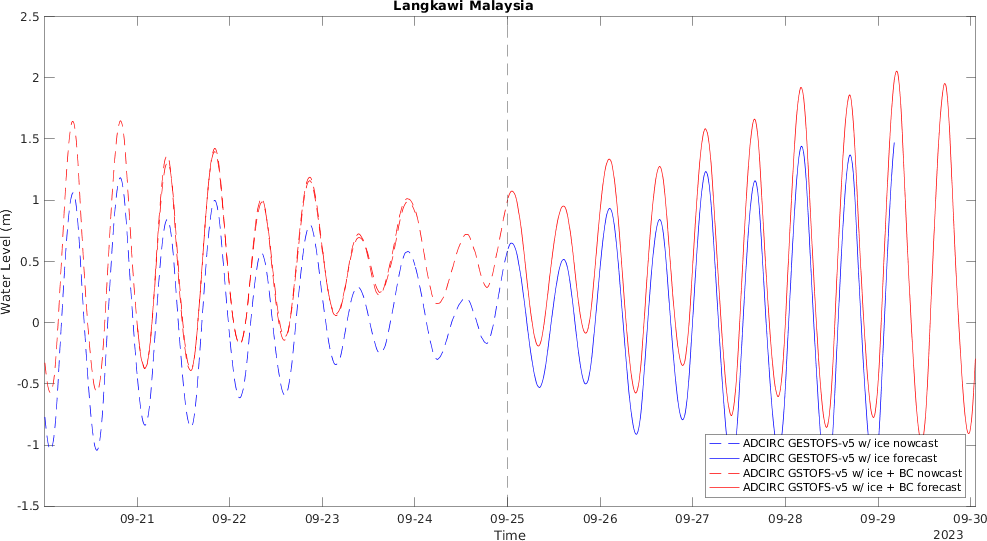 Langkawi Malaysia
2.5
2
1.5
1
0.5
0
-0.5
-1
-1.5
Water Level (m)
ADCIRC GESTOFS-v5 w/ ice nowcast
ADCIRC GESTOFS-v5 w/ ice forecast
ADCIRC GSTOFS-v5 w/ ice + BC nowcast
ADCIRC GSTOFS-v5 w/ ice + BC forecast
09-21 09-22 09-23 09-24 09-25 09-26 09-27 09-28 09-29 09-30
Time
2023